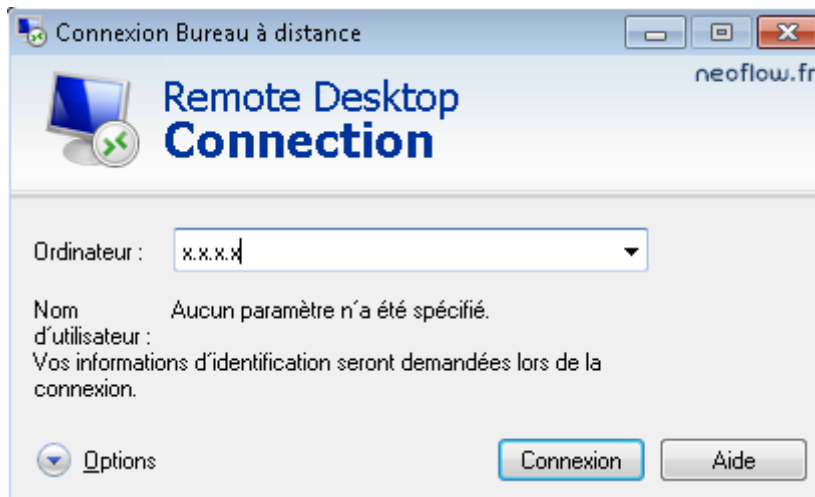 Connexion Bureau à distance
neoflow.fr
Remote Desktop
Connection
Ordinateur : x.x.x.x
Nom Aucun paramètre n´a été spécifié.
d´utilisateur :
Vos informations d´identification seront demandées lors de la
connexion.
Options Connexion Aide